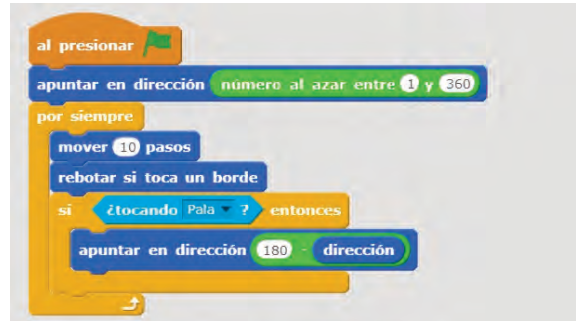 al presionar
apuntar en dirección número al azar entre 1 y 360
por siempre
mover 10 pasos
rebotar si toca un borde
si ¿tocando Pala ? entonces
apuntar en dirección 180 - dirección